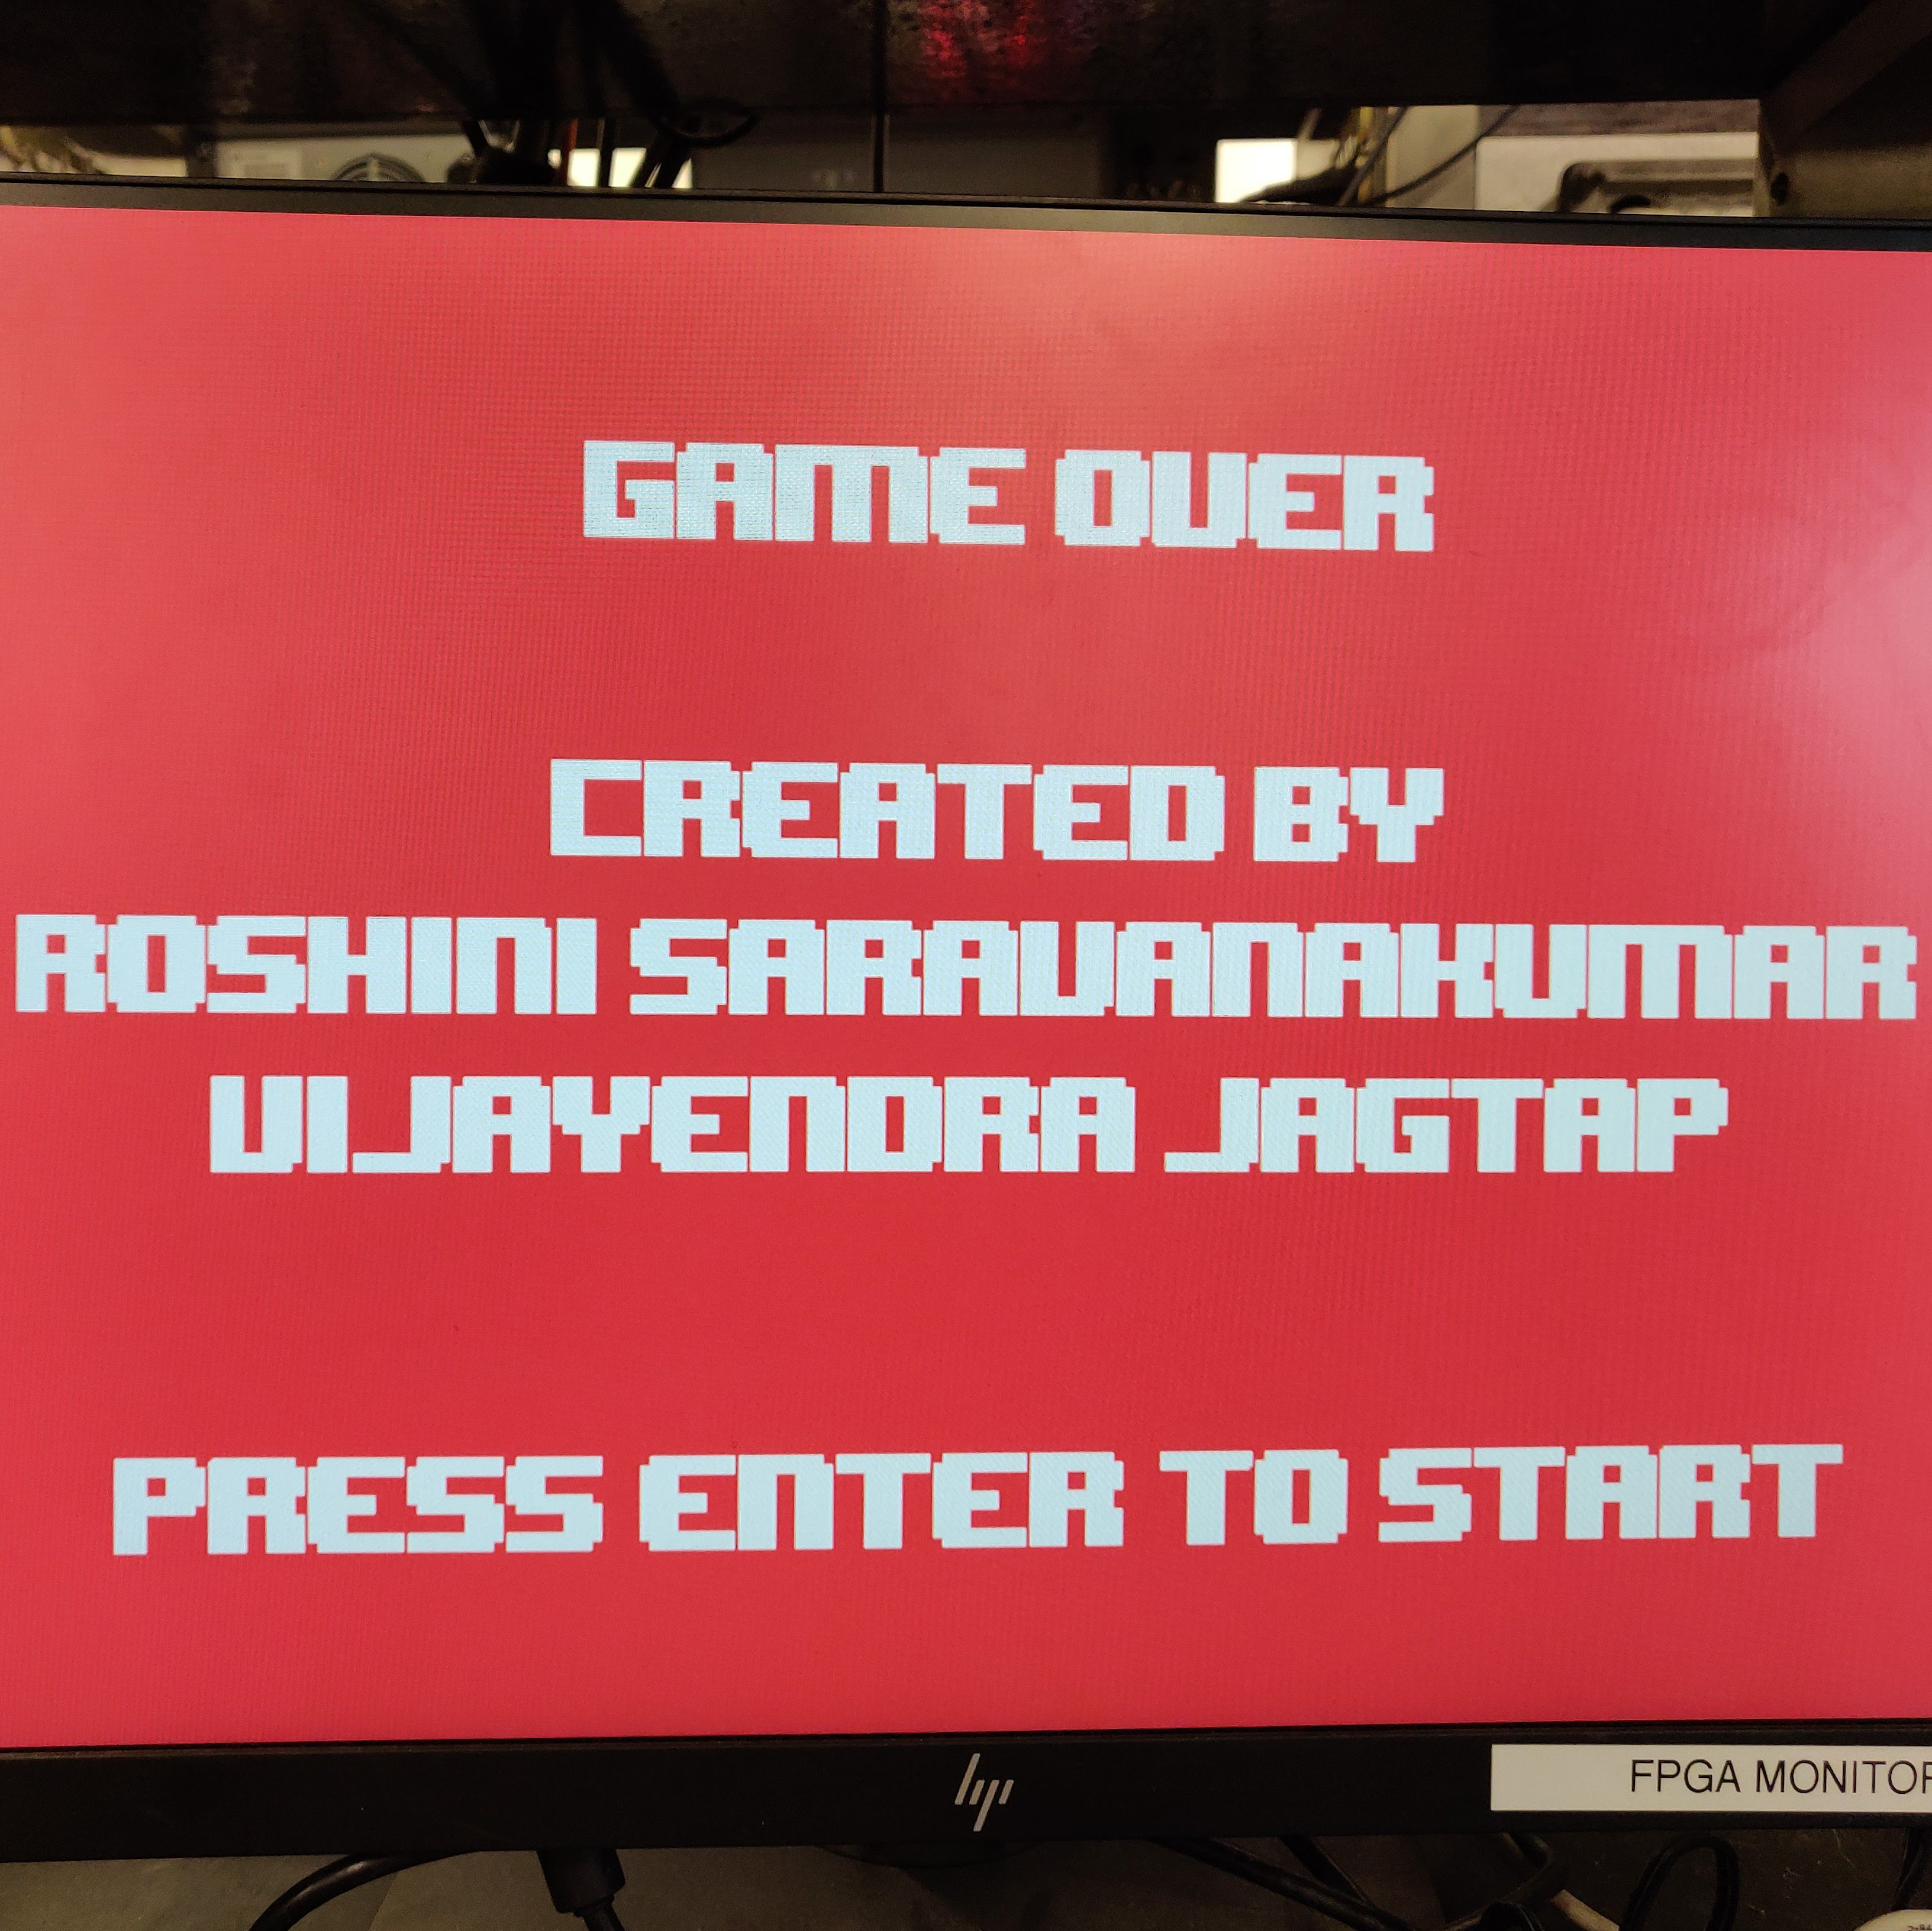 GAME OVER
CREATED BY
ROSHINI SARAVANAKUMAR
VIJAYENDRA JAGTAP
PRESS ENTER TO START
hp
FPGA MONITOR